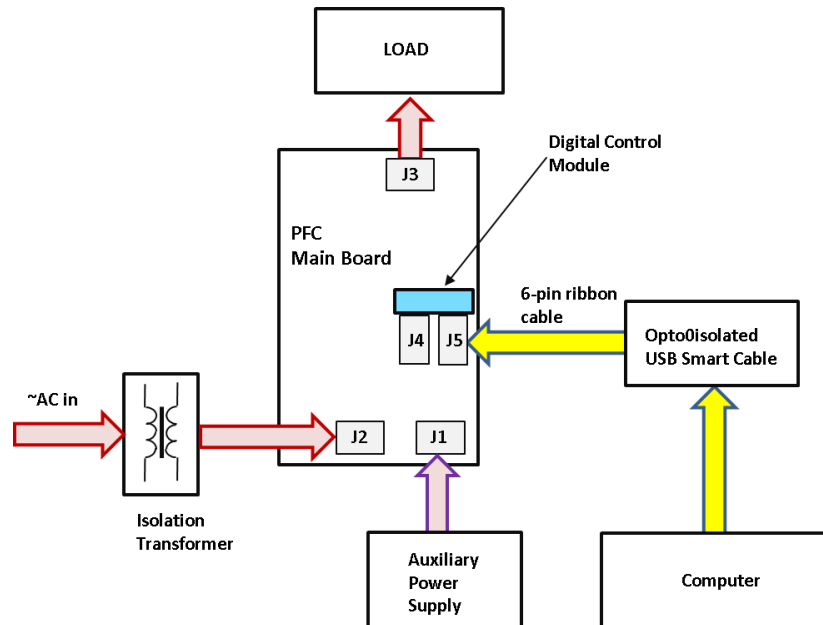 LOAD
Digital Control
Module
J3
PFC
Main Board
6-pin ribbon
cable
J4
J5
Opto0isolated
USB Smart Cable
~AC in
J2
J1
Isolation
Transformer
Auxiliary
Power
Supply
Computer